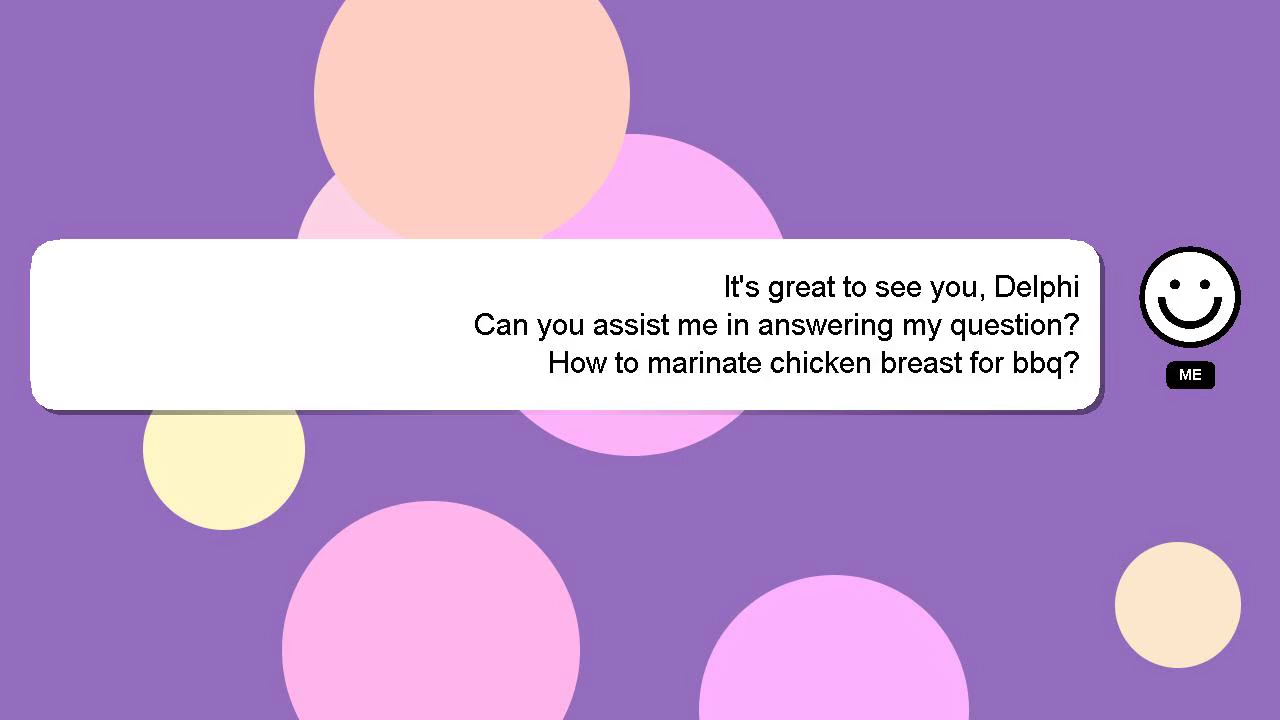 It's great to see you, Delphi
Can you assist me in answering my question?
How to marinate chicken breast for bbq?
ME